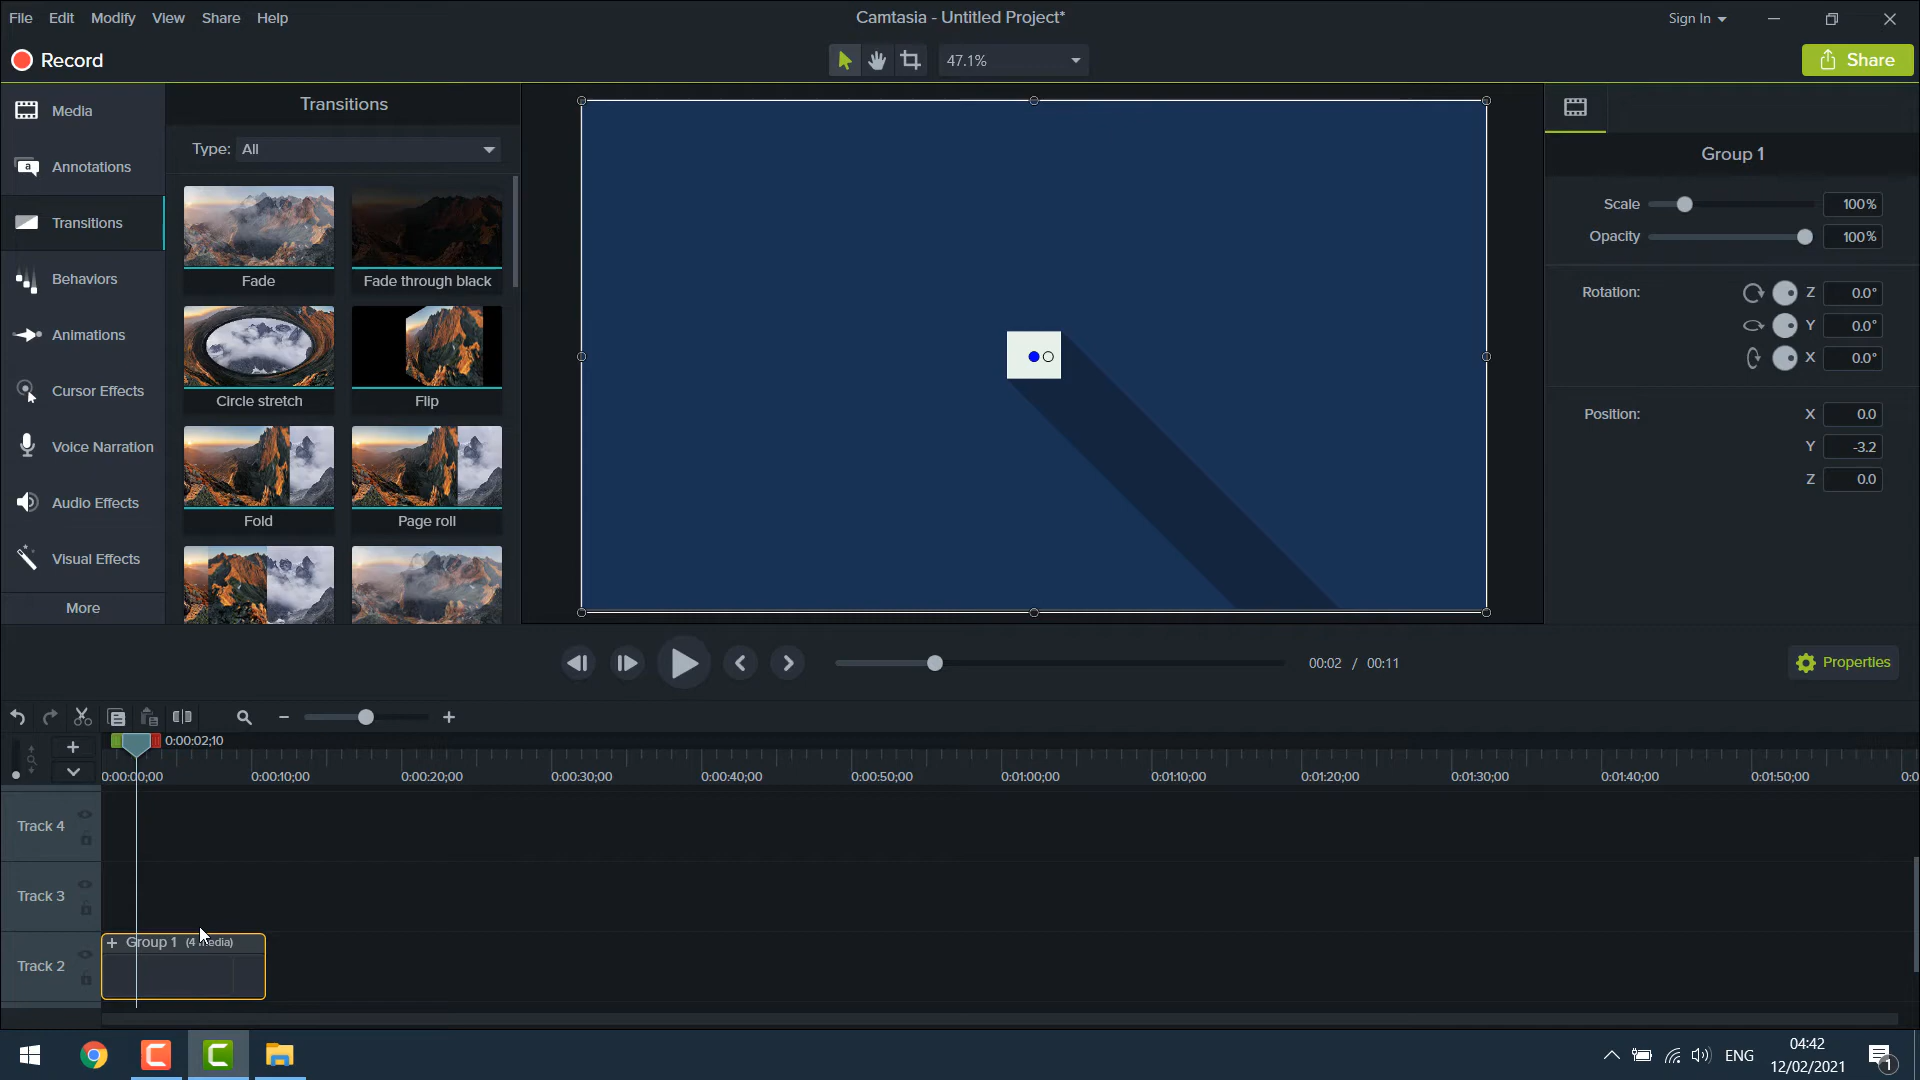 File Edit Modify View Share Help
Camtasia - Untitled Project*
Sign In
Record
47.1%
Share
Media
Annotations
Transitions
Behaviors
Animations
Cursor Effects
Voice Narration
Audio Effects
Visual Effects
More
Transitions
Type: All
Fade
Fade through black
Circle stretch
Flip
Fold
Page roll
Group 1
Scale 100%
Opacity 100%
Rotation: Z 0.0°
Y 0.0°
X 0.0°
Position: X 0.0
Y -3.2
Z 0.0
00:02 / 00:11
Properties
0:00:02;10
0:00:00;00 0:00:10;00 0:00:20;00 0:00:30;00 0:00:40;00 0:00:50;00 0:01:00;00 0:01:10;00 0:01:20;00 0:01:30;00 0:01:40;00 0:01:50;00 0:0
Track 4
Track 3
Track 2
Group 1 (4 media)
ENG
04:42
12/02/2021
1